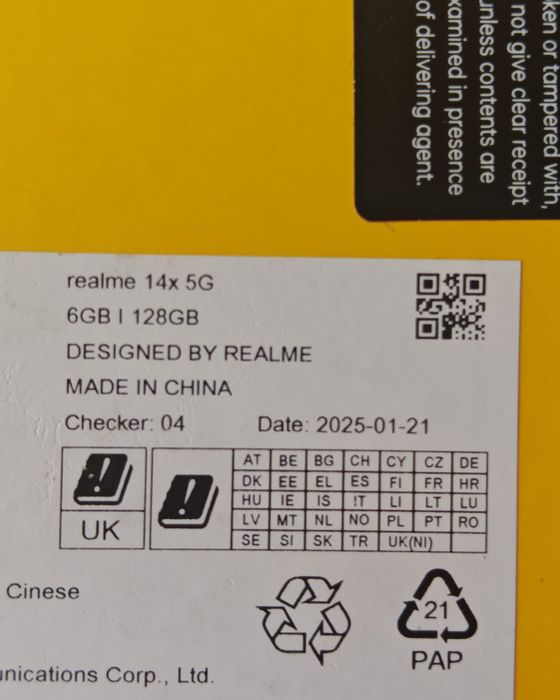 ken or tampered with,
not give clear receipt
unless contents are
xamined in presence
of delivering agent.
realme 14x 5G
6GB | 128GB
DESIGNED BY REALME
MADE IN CHINA
Checker: 04 Date: 2025-01-21
UK
AT BE BG CH CY CZ DE
DK EE EL ES FI FR HR
HU IE IS IT LI LT LU
LV MT NL NO PL PT RO
SE SI SK TR UK(NI)
Cinese
21
PAP
nications Corp., Ltd.